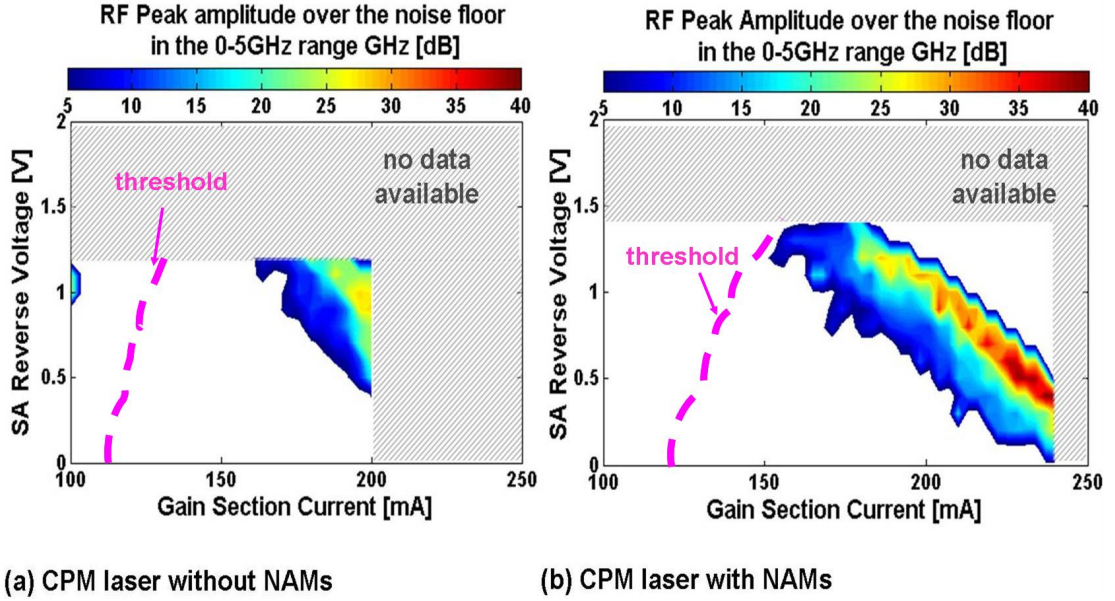 RF Peak amplitude over the noise floor
in the 0-5GHz range GHz [dB]
5 10 15 20 25 30 35 40
2
1.5
1
0.5
0
SA Reverse Voltage [V]
threshold
no data
available
100 150 200 250
Gain Section Current [mA]
(a) CPM laser without NAMs
RF Peak Amplitude over the noise floor
in the 0-5GHz range GHz [dB]
5 10 15 20 25 30 35 40
2
1.5
1
0.5
0
SA Reverse Voltage [V]
threshold
no data
available
100 150 200 250
Gain Section Current [mA]
(b) CPM laser with NAMs